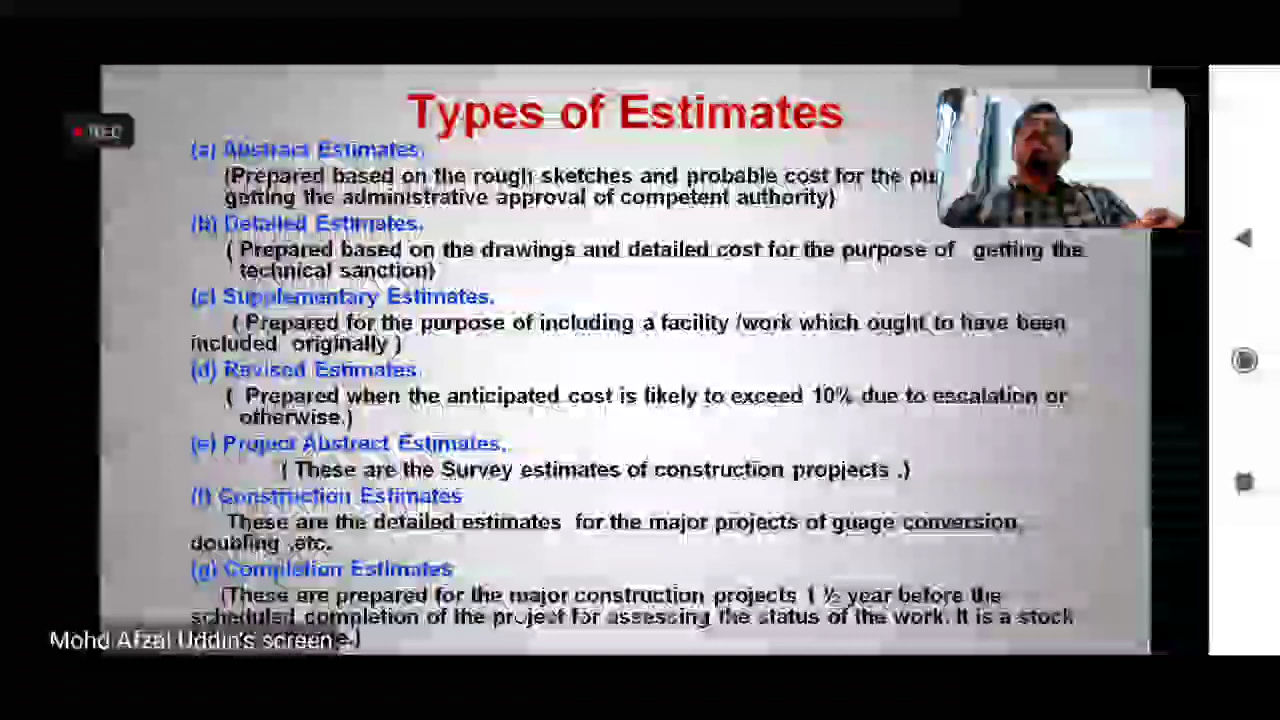 Types of Estimates
REC
(a) Abstract Estimates.
(Prepared based on the rough sketches and probable cost for the
getting the administrative approval of competent authority)
(b) Detailed Estimates.
( Prepared based on the drawings and detailed cost for the purpose of getting the
technical sanction)
(c) Supplementary Estimates.
( Prepared for the purpose of including a facility /work which ought to have been
included originally )
(d) Revised Estimates.
( Prepared when the anticipated cost is likely to exceed 10% due to escalation or
otherwise.)
(e) Project Abstract Estimates.
( These are the Survey estimates of construction propjects .)
(f) Construction Estimates
These are the detailed estimates for the major projects of guage conversion,
doubling .etc.
(g) Completion Estimates
(These are prepared for the major construction projects 1 ½ year before the
scheduled completion of the project for assessing the status of the work. It is a stock
Mohd Afzal Uddin's screen